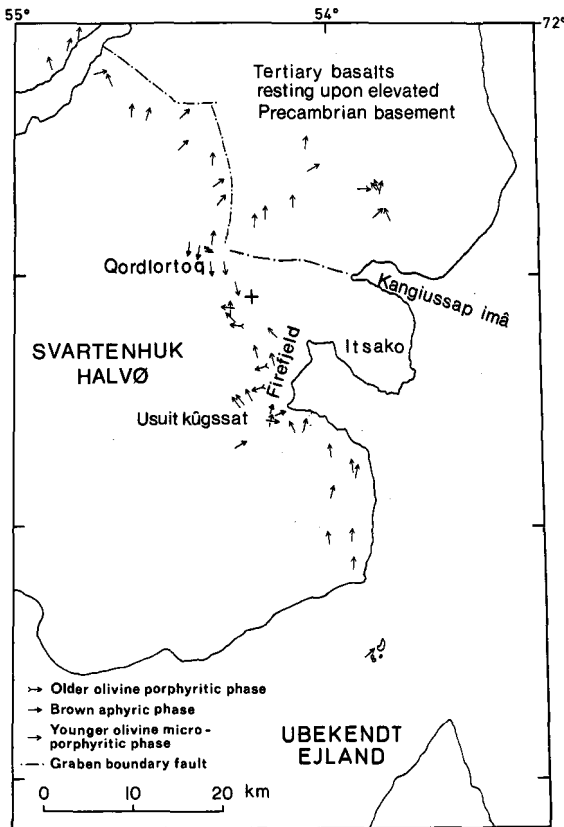 55°
54°
72°
Tertiary basalts
resting upon elevated
Precambrian basement
Qordlortoq
Kangiussap imâ
Itsako
SVARTENHUK
HALVØ
Firefjeld
Usuit kûgssat
Older olivine porphyritic phase
Brown aphyric phase
Younger olivine micro-
porphyritic phase
Graben boundary fault
0 10 20 km
UBEKENDT
EJLAND